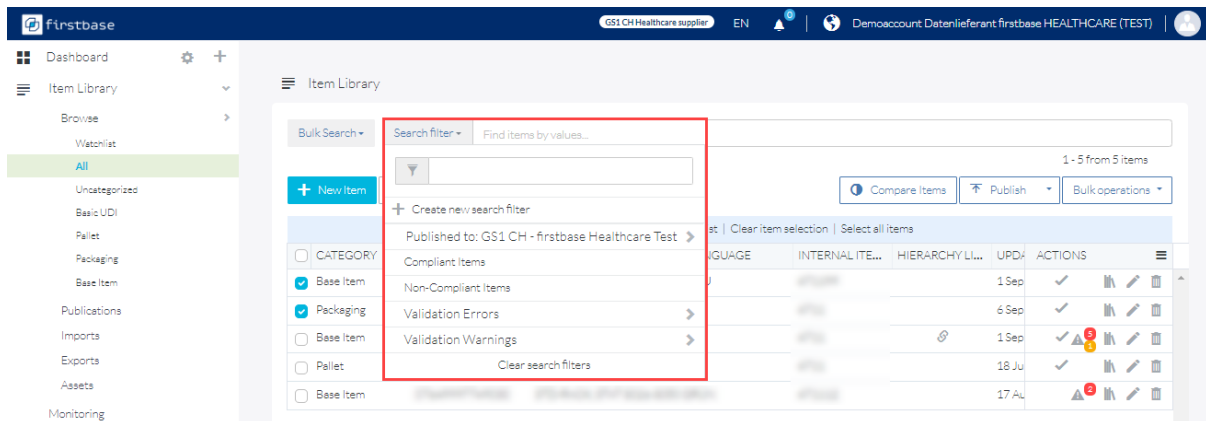 firstbase
GS1 CH Healthcare supplier
EN
0
Demoaccount Datenlieferant firstbase HEALTHCARE (TEST)
Dashboard
Item Library
Browse
Watchlist
All
Uncategorized
Basic UDI
Pallet
Packaging
Base Item
Publications
Imports
Exports
Assets
Monitoring
Item Library
Bulk Search
Search filter
Find items by values...
1 - 5 from 5 items
New Item
Compare Items
Publish
Bulk operations
Create new search filter
Published to: GS1 CH - firstbase Healthcare Test
Compliant Items
Non-Compliant Items
Validation Errors
Validation Warnings
Clear search filters
| Clear item selection | Select all items
CATEGORY
INTERNAL ITE...
HIERARCHY LI...
ACTIONS
Base Item
1 Sep
Packaging
6 Sep
Base Item
1 Sep
5
1
Pallet
18 Ju
Base Item
17 Au
2